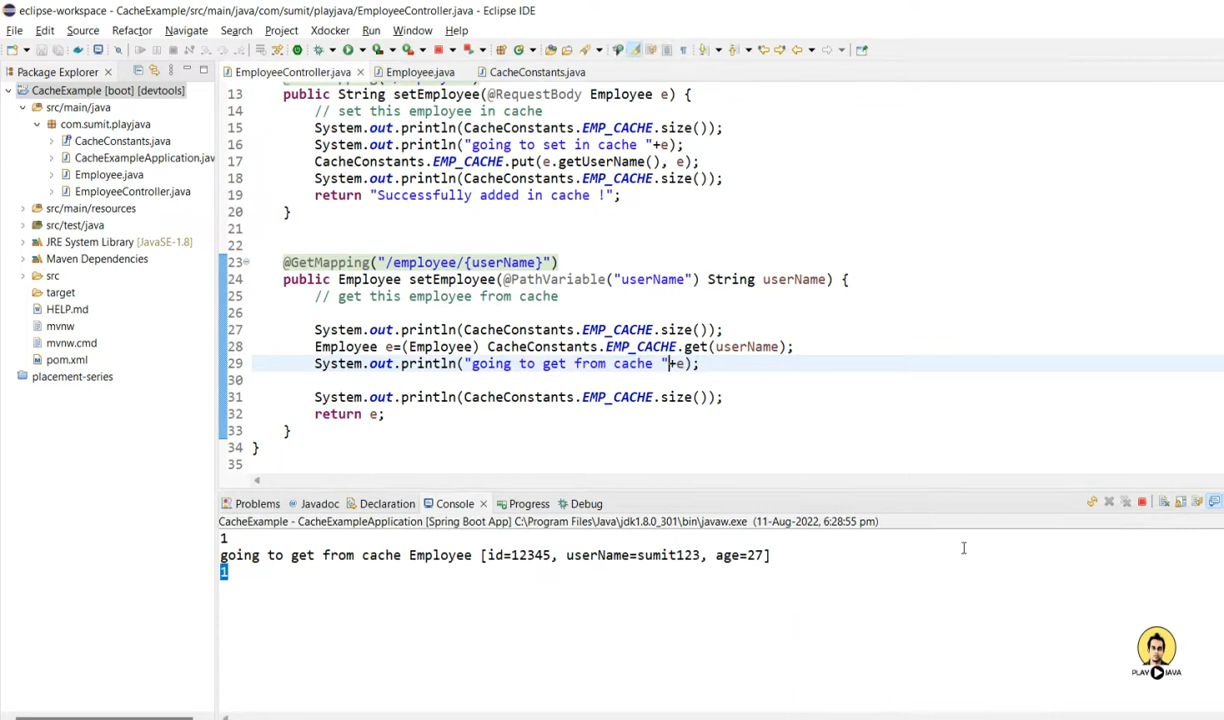 eclipse-workspace - CacheExample/src/main/java/com/sumit/playjava/EmployeeController.java - Eclipse IDE
File Edit Source Refactor Navigate Search Project Xdocker Run Window Help
Package Explorer
EmployeeController.java Employee.java CacheConstants.java
CacheExample [boot] [devtools]
src/main/java
com.sumit.playjava
CacheConstants.java
CacheExampleApplication.jav
Employee.java
EmployeeController.java
src/main/resources
src/test/java
JRE System Library [JavaSE-1.8]
Maven Dependencies
src
target
HELP.md
mvnw
mvnw.cmd
pom.xml
placement-series
13 public String setEmployee(@RequestBody Employee e) {
14 // set this employee in cache
15 System.out.println(CacheConstants.EMP_CACHE.size());
16 System.out.println("going to set in cache "+e);
17 CacheConstants.EMP_CACHE.put(e.getUserName(), e);
18 System.out.println(CacheConstants.EMP_CACHE.size());
19 return "Successfully added in cache !";
20 }
21
22
23 @GetMapping("/employee/{userName}")
24 public Employee setEmployee(@PathVariable("userName") String userName) {
25 // get this employee from cache
26
27 System.out.println(CacheConstants.EMP_CACHE.size());
28 Employee e=(Employee) CacheConstants.EMP_CACHE.get(userName);
29 System.out.println("going to get from cache "+e);
30
31 System.out.println(CacheConstants.EMP_CACHE.size());
32 return e;
33 }
34 }
35
Problems Javadoc Declaration Console Progress Debug
CacheExample - CacheExampleApplication [Spring Boot App] C:\Program Files\Java\jdk1.8.0_301\bin\javaw.exe (11-Aug-2022, 6:28:55 pm)
1
going to get from cache Employee [id=12345, userName=sumit123, age=27]
1
PLAY JAVA